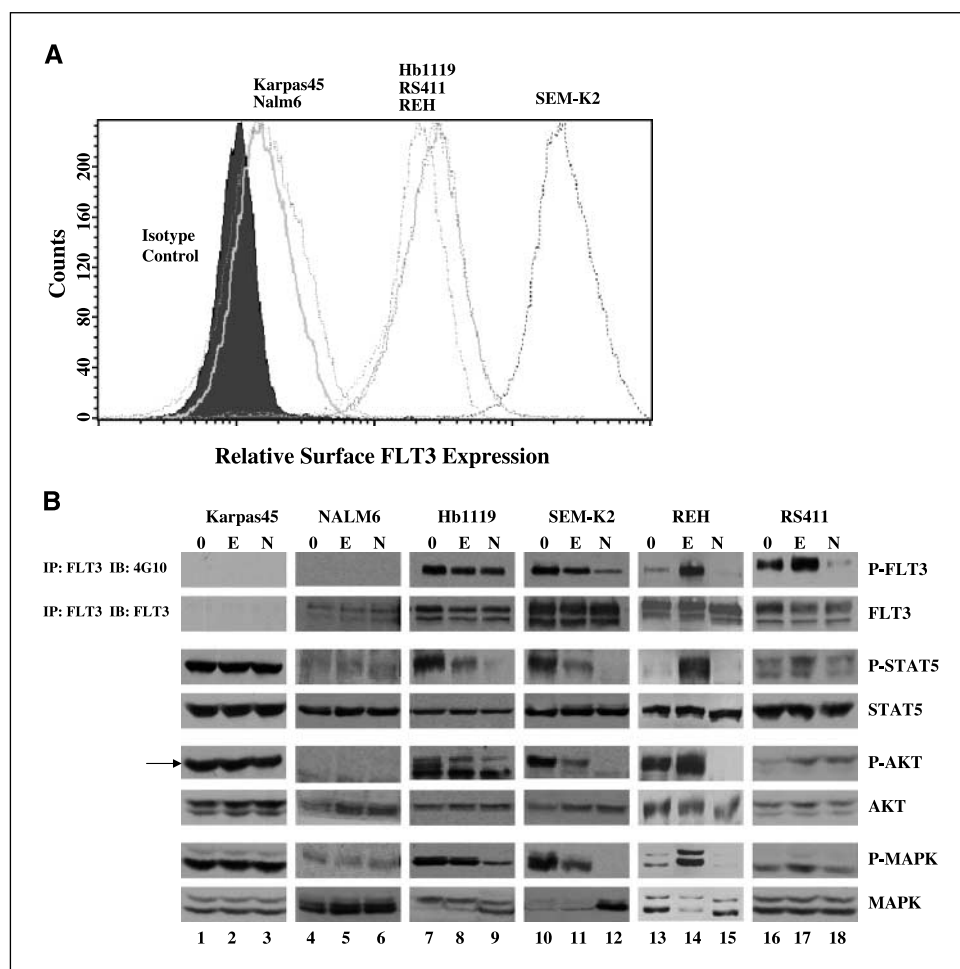 A
Karpas45
Nalm6
Hb1119
RS411
REH
SEM-K2
Isotype
Control
Counts
200
160
120
80
40
0
Relative Surface FLT3 Expression
B
Karpas45 NALM6 Hb1119 SEM-K2 REH RS411
0 E N 0 E N 0 E N 0 E N 0 E N 0 E N
IP: FLT3 IB: 4G10 P-FLT3
IP: FLT3 IB: FLT3 FLT3
P-STAT5
STAT5
P-AKT
AKT
P-MAPK
MAPK
1 2 3 4 5 6 7 8 9 10 11 12 13 14 15 16 17 18